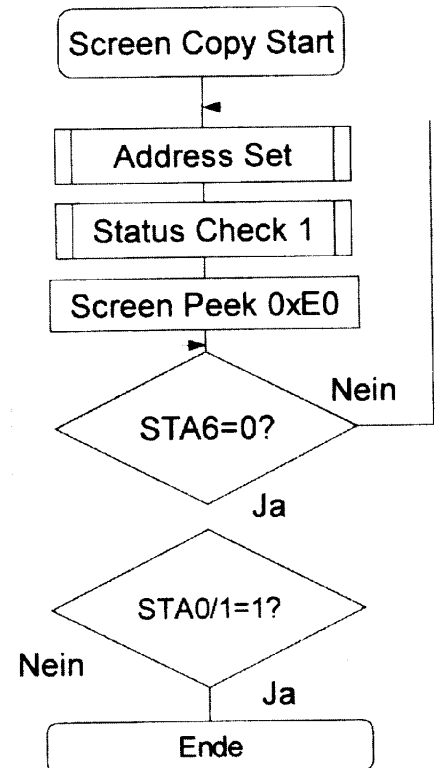 Screen Copy Start
Address Set
Status Check 1
Screen Peek 0xE0
STA6=0?
Nein
Ja
STA0/1=1?
Nein
Ja
Ende